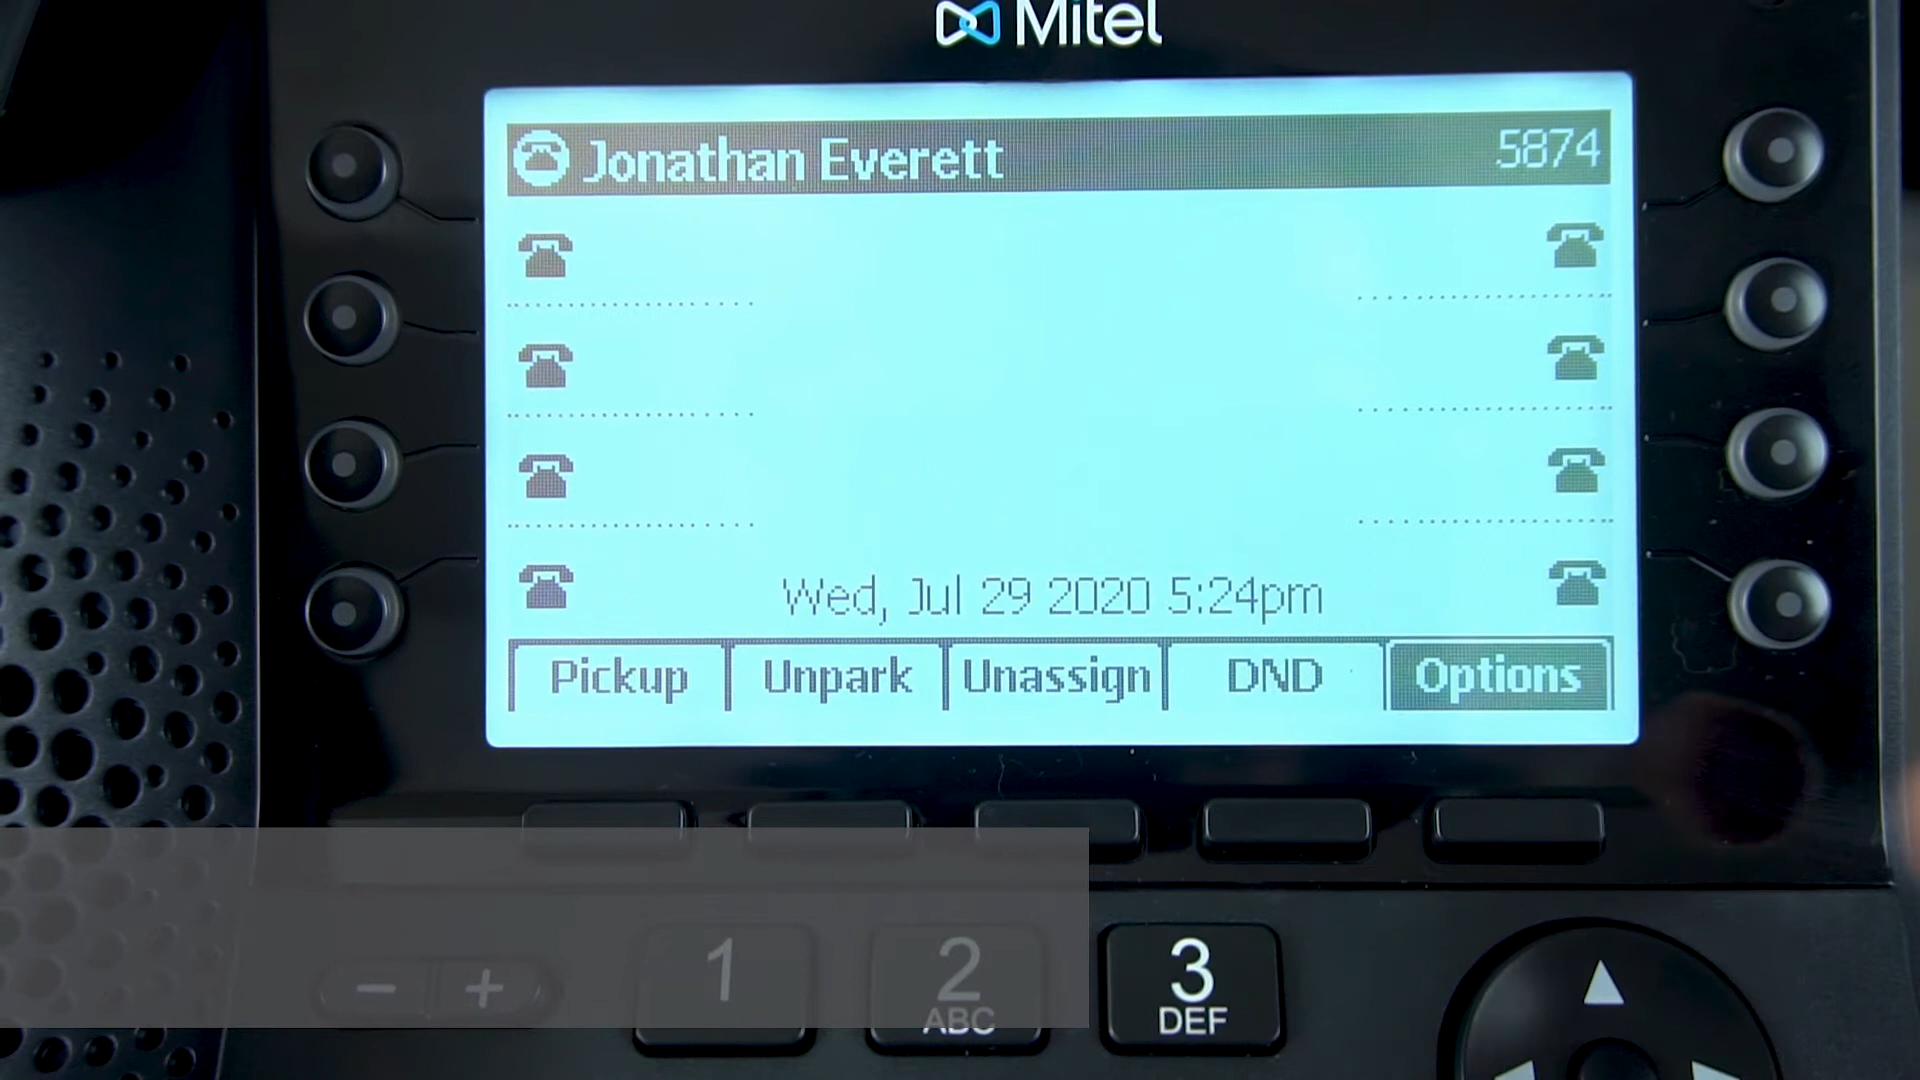 Mitel
Jonathan Everett 5874
Wed, Jul 29 2020 5:24pm
Pickup Unpark Unassign DND Options
- + 1 2 3
ABC DEF